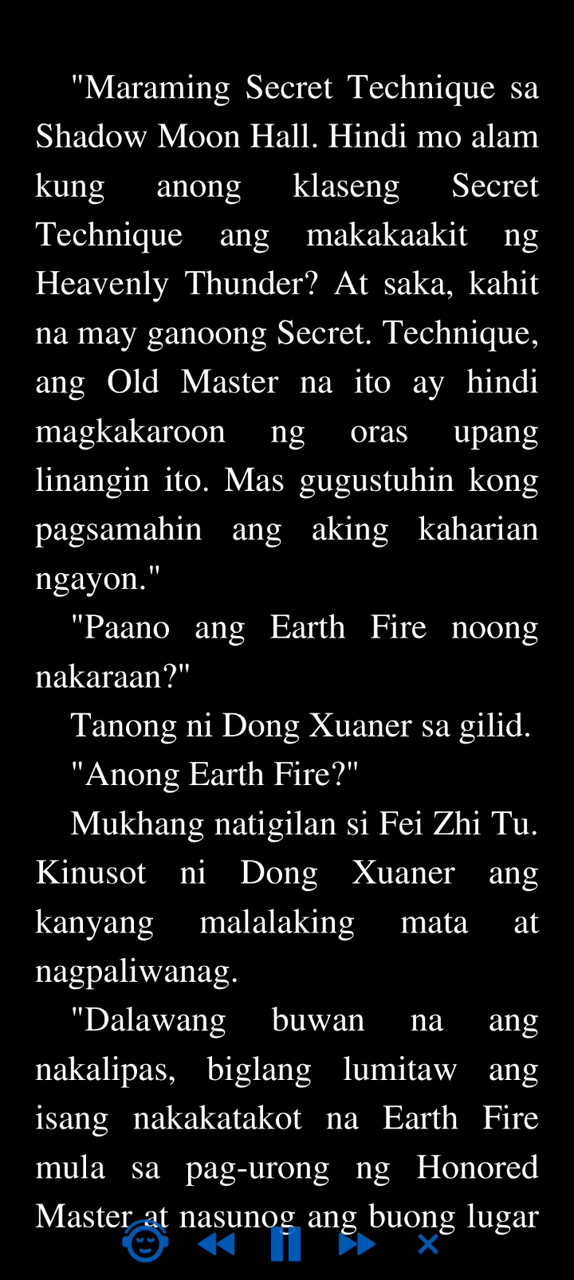 "Maraming Secret Technique sa
Shadow Moon Hall. Hindi mo alam
kung anong klaseng Secret
Technique ang makakaakit ng
Heavenly Thunder? At saka, kahit
na may ganoong Secret. Technique,
ang Old Master na ito ay hindi
magkakaroon ng oras upang
linangin ito. Mas gugustuhin kong
pagsamahin ang aking kaharian
ngayon."
"Paano ang Earth Fire noong
nakaraan?"
Tanong ni Dong Xuaner sa gilid.
"Anong Earth Fire?"
Mukhang natigilan si Fei Zhi Tu.
Kinusot ni Dong Xuaner ang
kanyang malalaking mata at
nagpaliwanag.
"Dalawang buwan na ang
nakalipas, biglang lumitaw ang
isang nakakatakot na Earth Fire
mula sa pag-urong ng Honored
Master at nasunog ang buong lugar